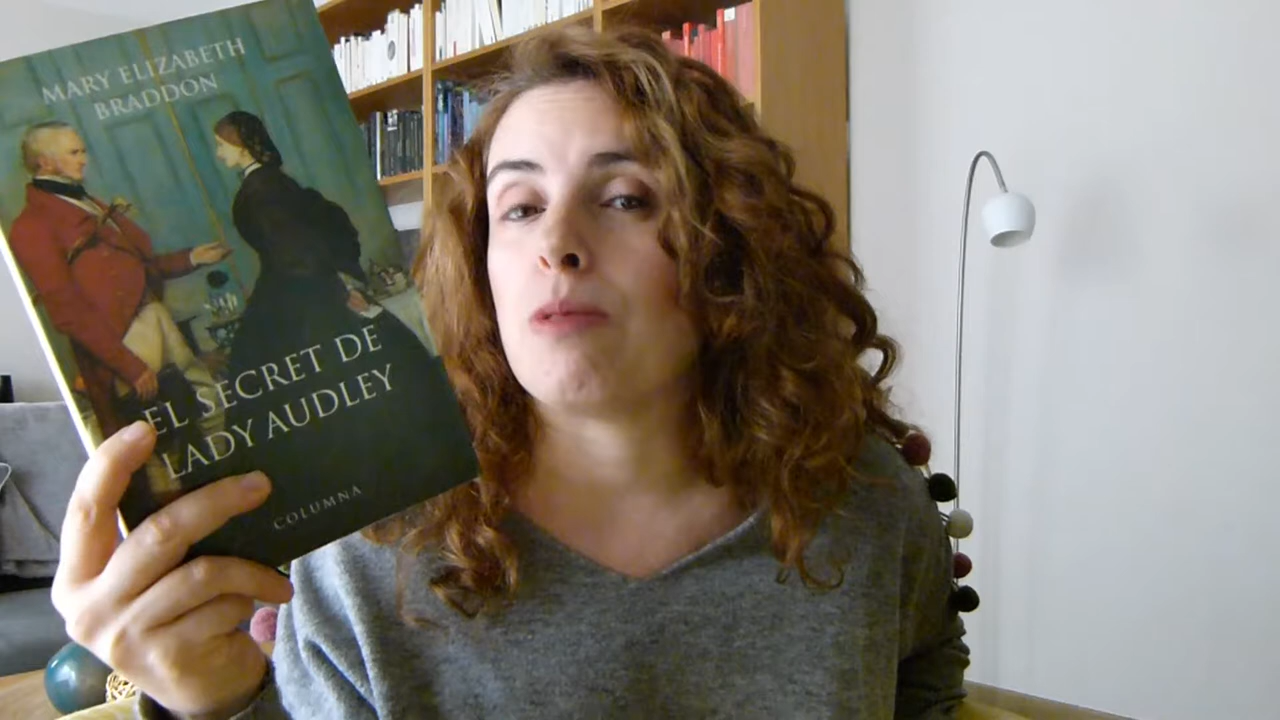 MARY ELIZABETH
BRADDON
EL SECRET DE
LADY AUDLEY
COLUMNA